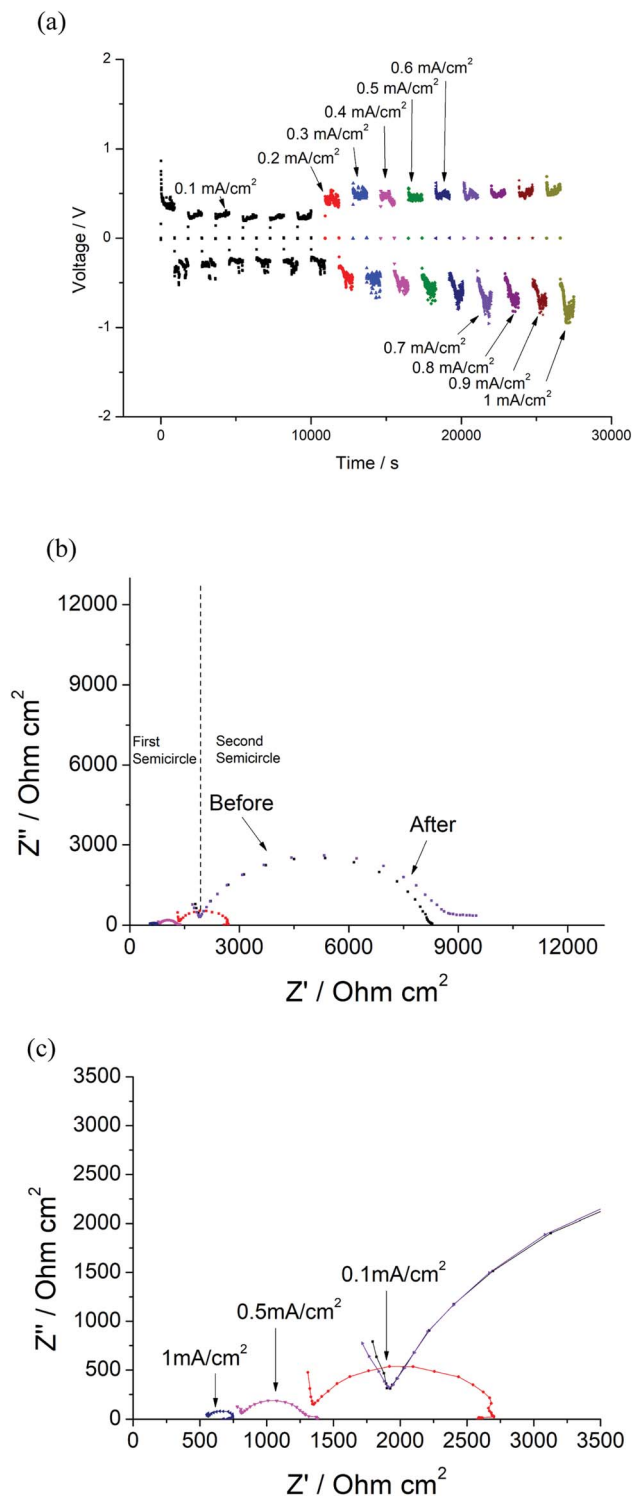 (a)
2
1
0
-1
-2
Voltage / V
0.1 mA/cm²
0.2 mA/cm²
0.3 mA/cm²
0.4 mA/cm²
0.5 mA/cm²
0.6 mA/cm²
0.7 mA/cm²
0.8 mA/cm²
0.9 mA/cm²
1 mA/cm²
0 10000 20000 30000
Time / s
(b)
12000
9000
6000
3000
0
Z'' / Ohm cm²
First
Semicircle
Second
Semicircle
Before
After
0 3000 6000 9000 12000
Z' / Ohm cm²
(c)
3500
3000
2500
2000
1500
1000
500
0
Z'' / Ohm cm²
0.1mA/cm²
0.5mA/cm²
1mA/cm²
0 500 1000 1500 2000 2500 3000 3500
Z' / Ohm cm²